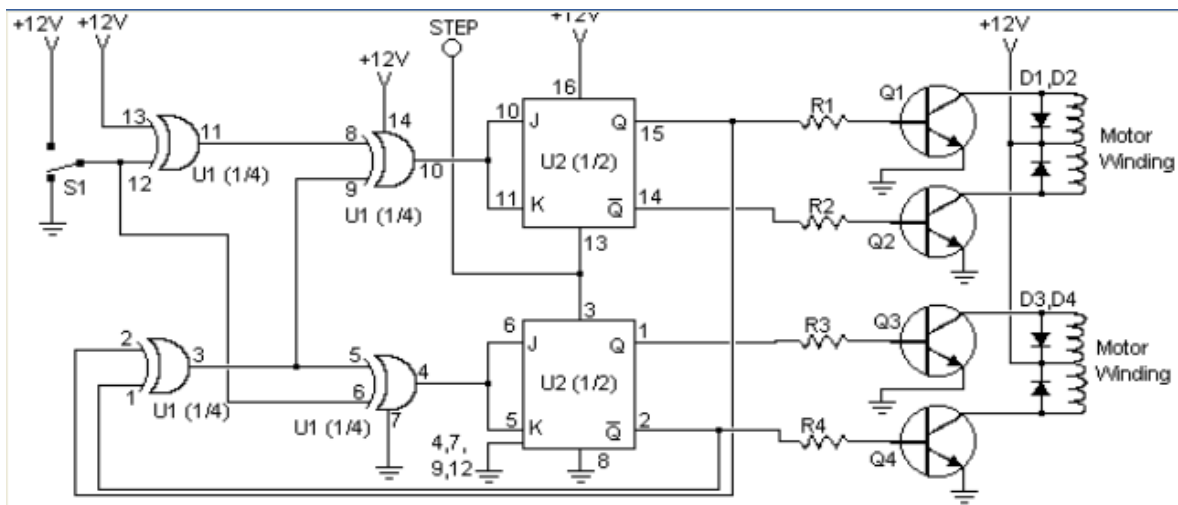 +12V
+12V
STEP
+12V
+12V
+12V
13
12
11
U1 (1/4)
S1
14
8
9
10
U1 (1/4)
16
10
J
Q
15
U2 (1/2)
11
K
Q
14
13
R1
Q1
D1,D2
Motor
Winding
R2
Q2
2
1
3
U1 (1/4)
5
6
4
7
U1 (1/4)
3
6
J
Q
1
U2 (1/2)
5
K
Q
2
8
4,7,
9,12
R3
Q3
D3,D4
Motor
Winding
R4
Q4